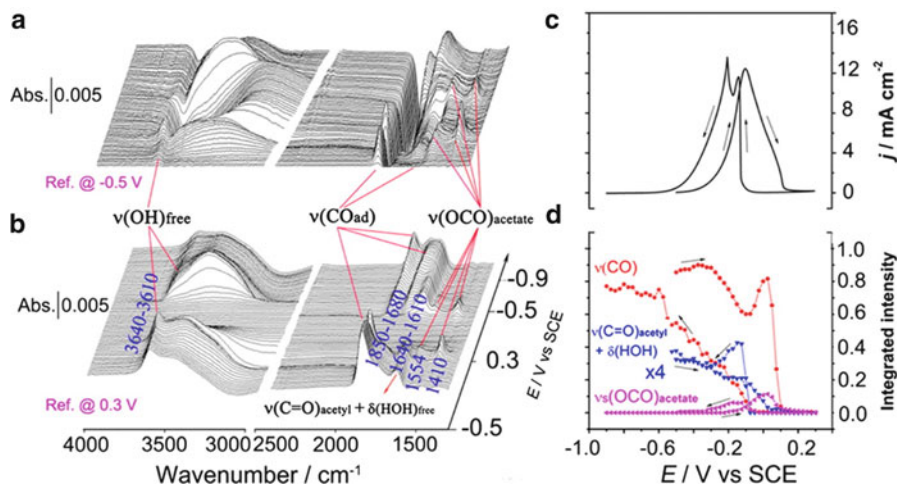 a
Abs. 0.005
Ref. @ -0.5 V
ν(OH)free
ν(COad)
ν(OCO)acetate
b
Abs. 0.005
3640-3610
1850-1680
1640-1610
1554
1410
Ref. @ 0.3 V
ν(C=O)acetyl + δ(HOH)free
-0.9
-0.5
0.3
-0.5
E / V vs SCE
4000 3000 2500 1500
Wavenumber / cm⁻¹
c
16
12
8
4
0
j / mA cm⁻²
d
ν(CO)
ν(C=O)acetyl
+ δ(HOH)
x4
νs(OCO)acetate
1.0
0.8
0.6
0.4
0.2
0.0
Integrated intensity
-1.0 -0.6 -0.2 0.2
E / V vs SCE